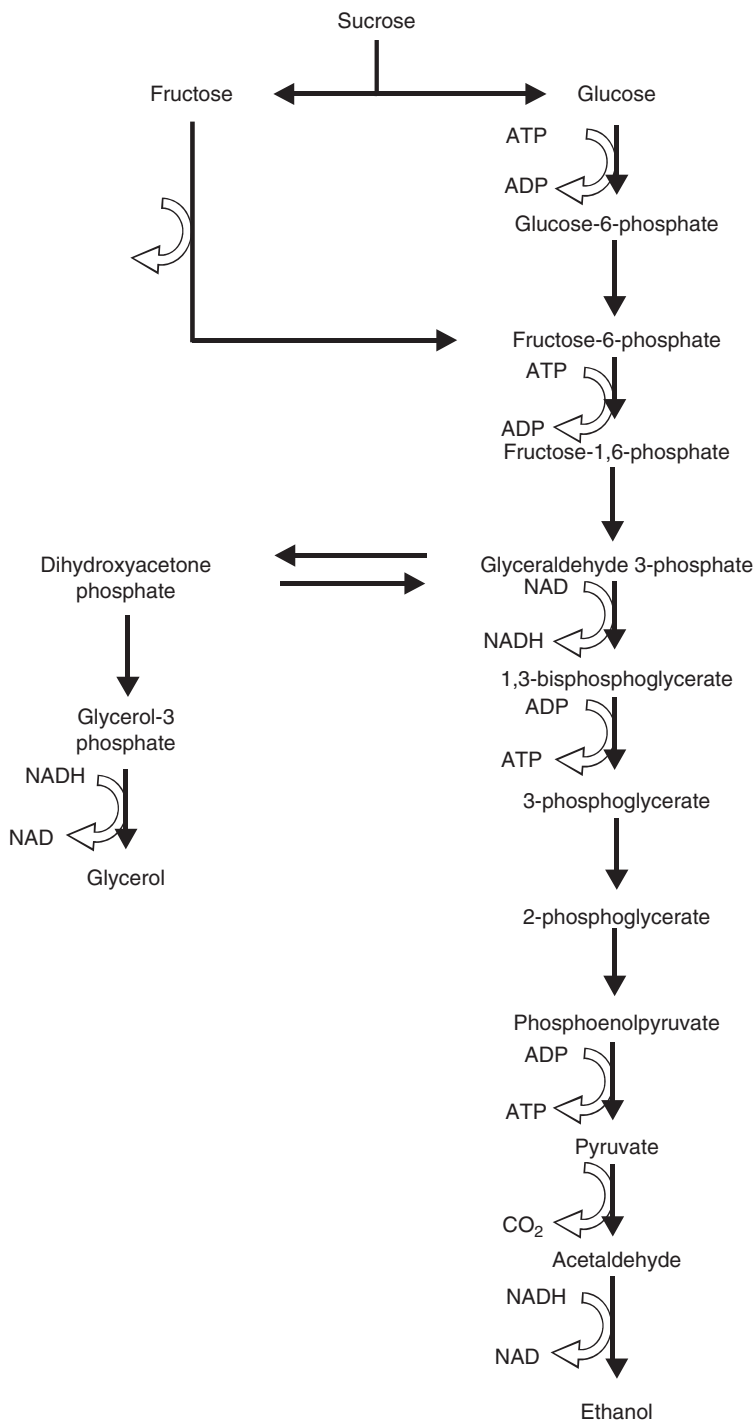 Sucrose
Fructose
Glucose
ATP
ADP
Glucose-6-phosphate
Fructose-6-phosphate
ATP
ADP
Fructose-1,6-phosphate
Dihydroxyacetone
phosphate
Glyceraldehyde 3-phosphate
NAD
NADH
1,3-bisphosphoglycerate
ADP
ATP
Glycerol-3
phosphate
NADH
NAD
Glycerol
3-phosphoglycerate
2-phosphoglycerate
Phosphoenolpyruvate
ADP
ATP
Pyruvate
CO₂
Acetaldehyde
NADH
NAD
Ethanol